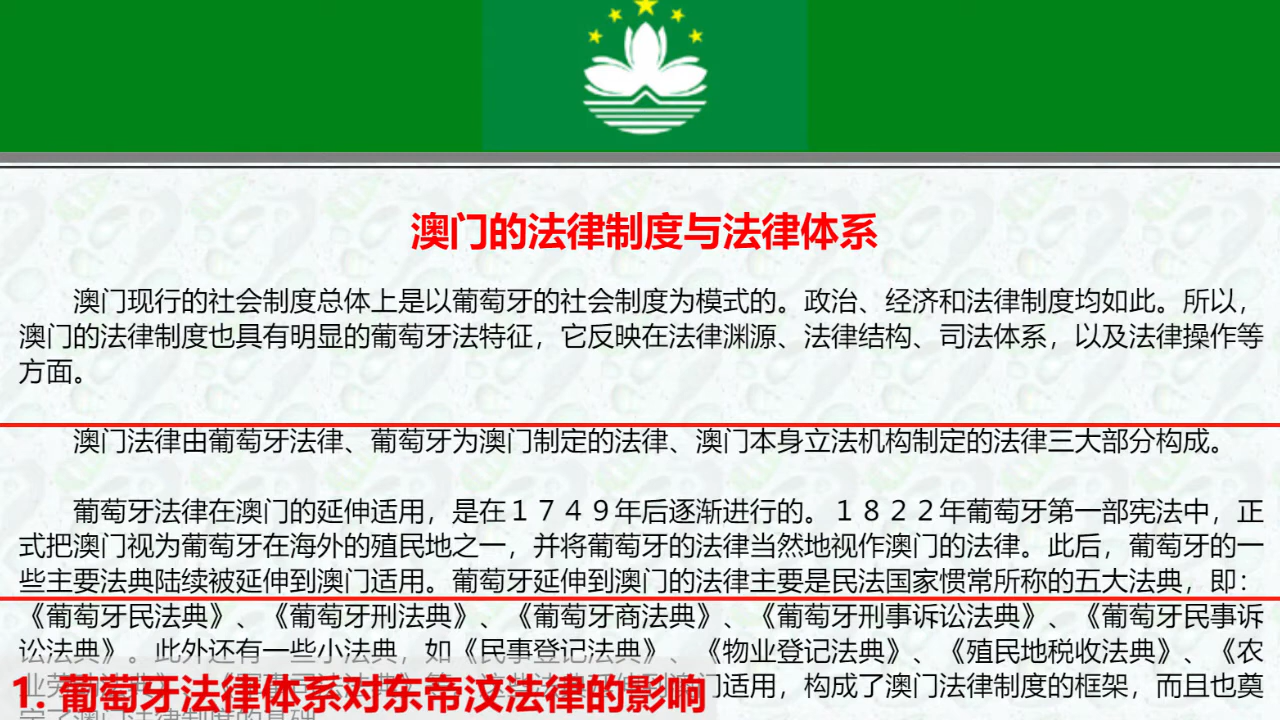 澳门的法律制度与法律体系
澳门现行的社会制度总体上是以葡萄牙的社会制度为模式的。政治、经济和法律制度均如此。所以，
澳门的法律制度也具有明显的葡萄牙法特征，它反映在法律渊源、法律结构、司法体系，以及法律操作等
方面。
澳门法律由葡萄牙法律、葡萄牙为澳门制定的法律、澳门本身立法机构制定的法律三大部分构成。
葡萄牙法律在澳门的延伸适用，是在１７４９年后逐渐进行的。１８２２年葡萄牙第一部宪法中，正
式把澳门视为葡萄牙在海外的殖民地之一，并将葡萄牙的法律当然地视作澳门的法律。此后，葡萄牙的一
些主要法典陆续被延伸到澳门适用。葡萄牙延伸到澳门的法律主要是民法国家惯常所称的五大法典，即：
《葡萄牙民法典》、《葡萄牙刑法典》、《葡萄牙商法典》、《葡萄牙刑事诉讼法典》、《葡萄牙民事诉
讼法典》。此外还有一些小法典，如《民事登记法典》、《物业登记法典》、《殖民地税收法典》、《农
门适用，构成了澳门法律制度的框架，而且也奠
1. 葡萄牙法律体系对东帝汶法律的影响